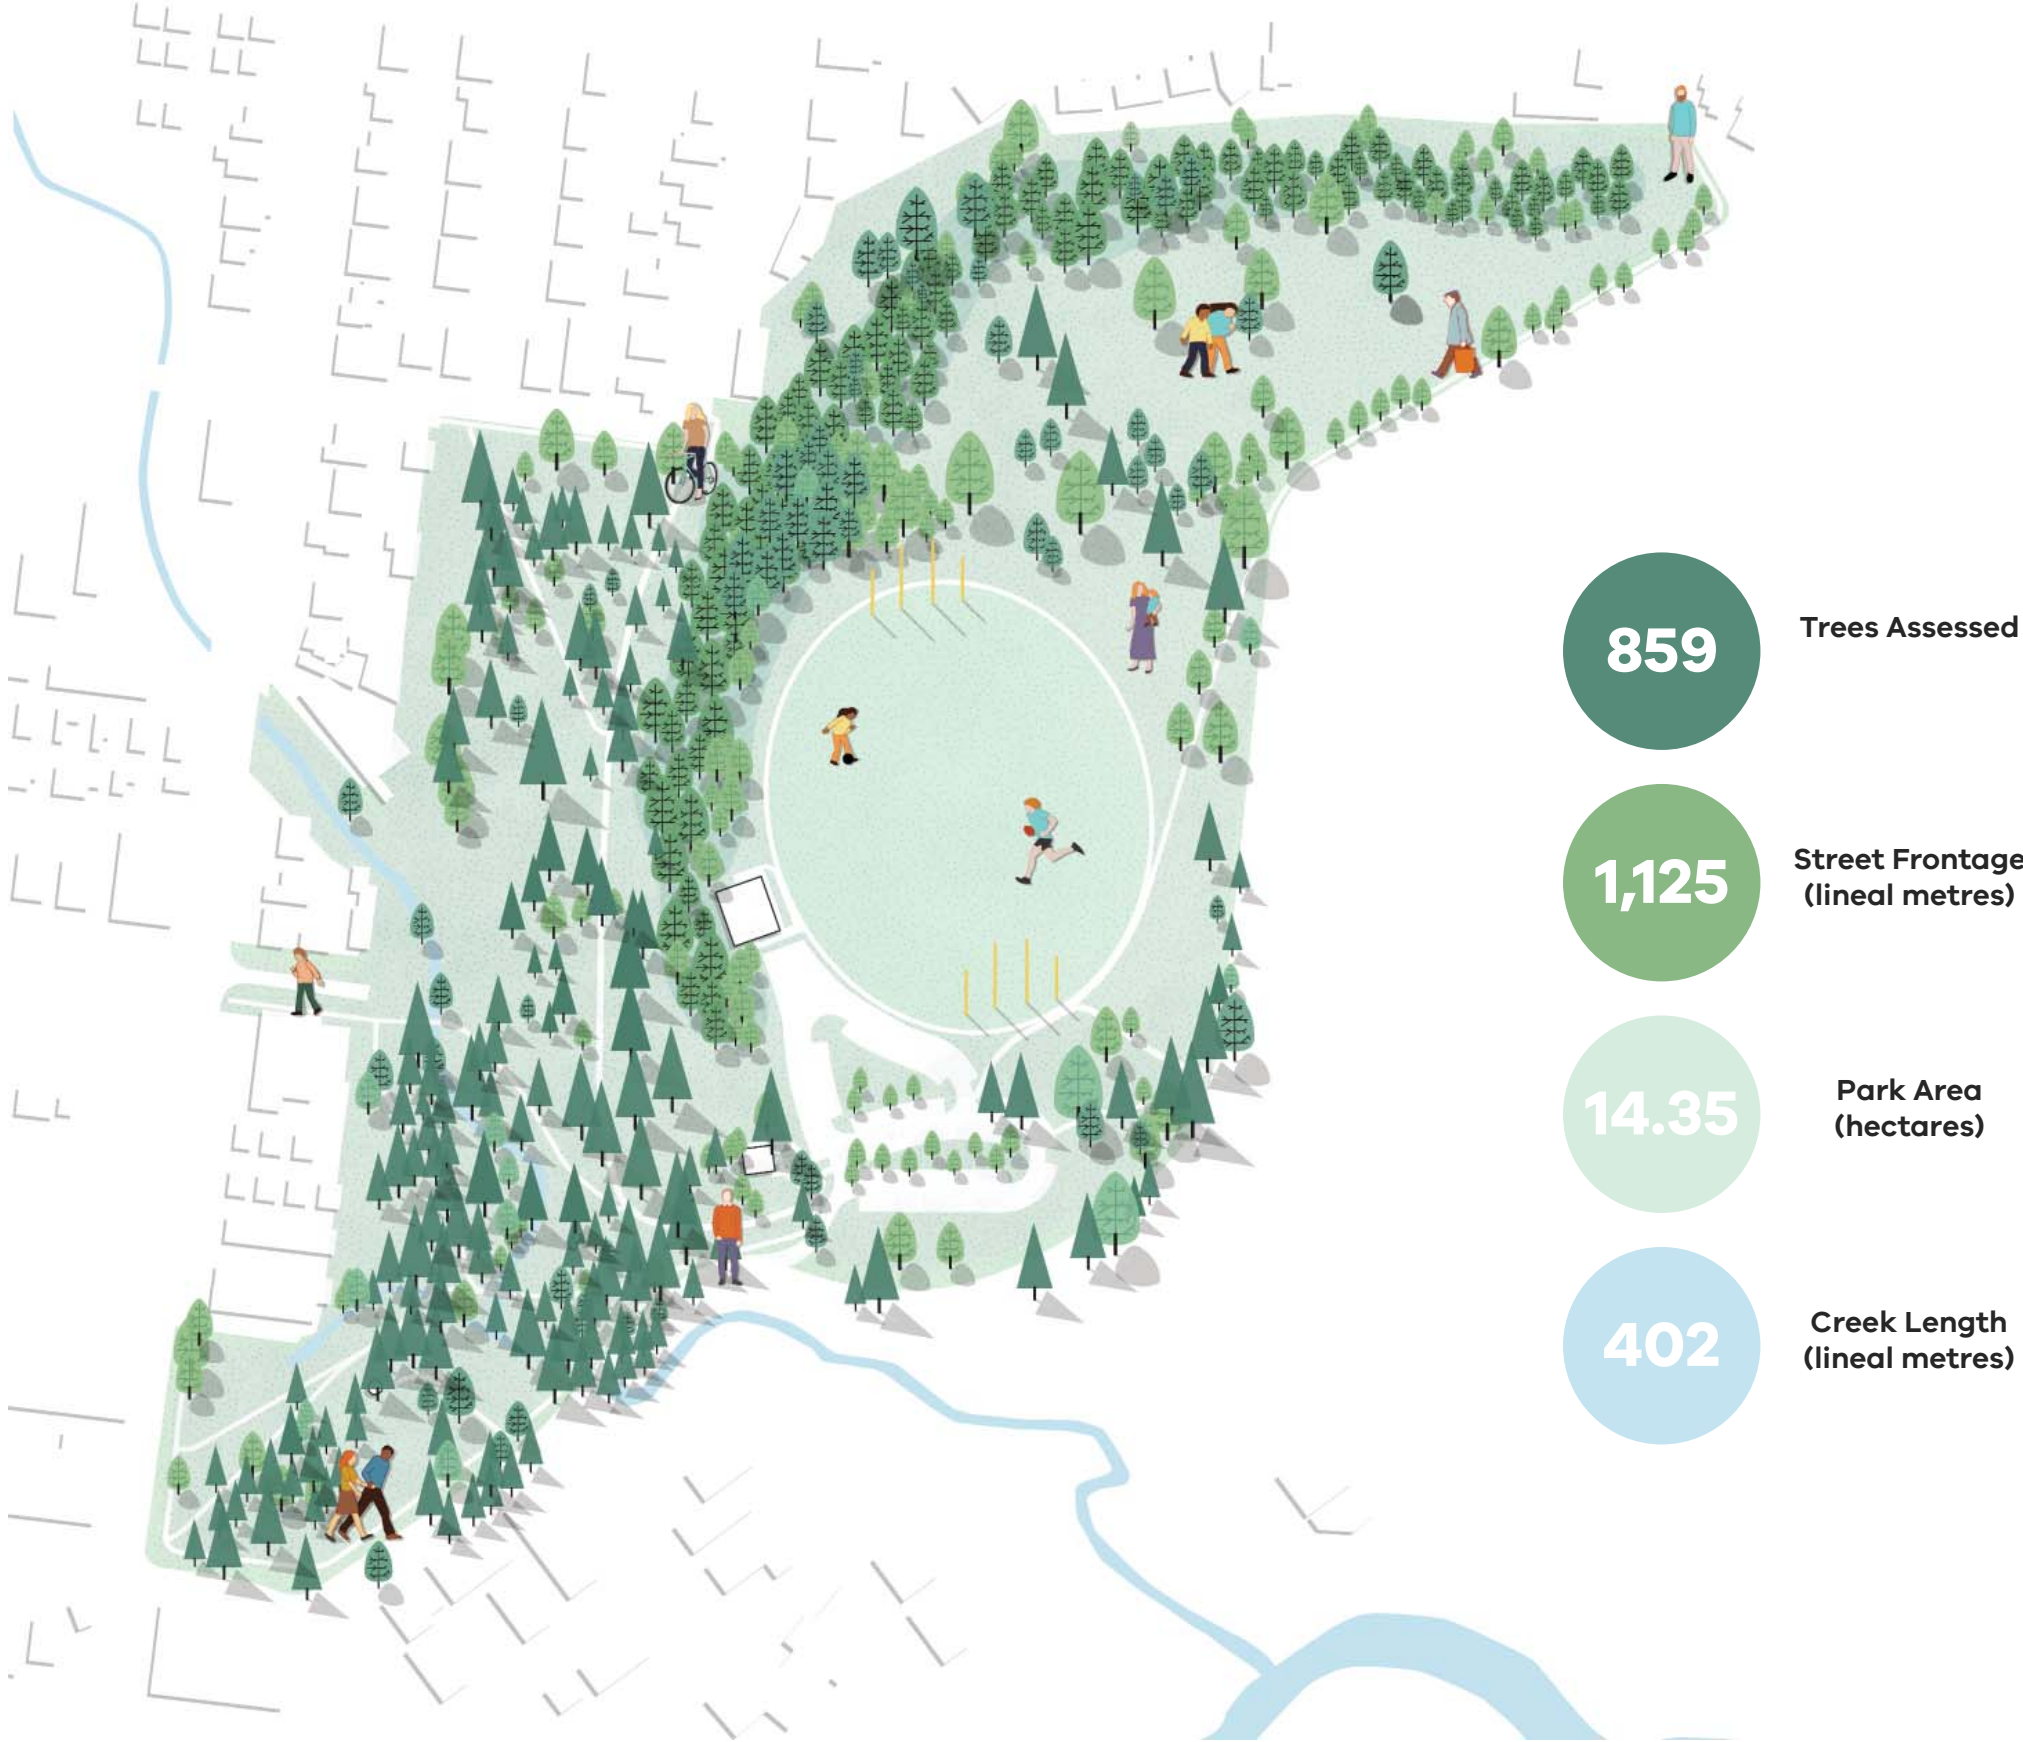 859
Trees Assessed
1,125
Street Frontage
(lineal metres)
14.35
Park Area
(hectares)
402
Creek Length
(lineal metres)